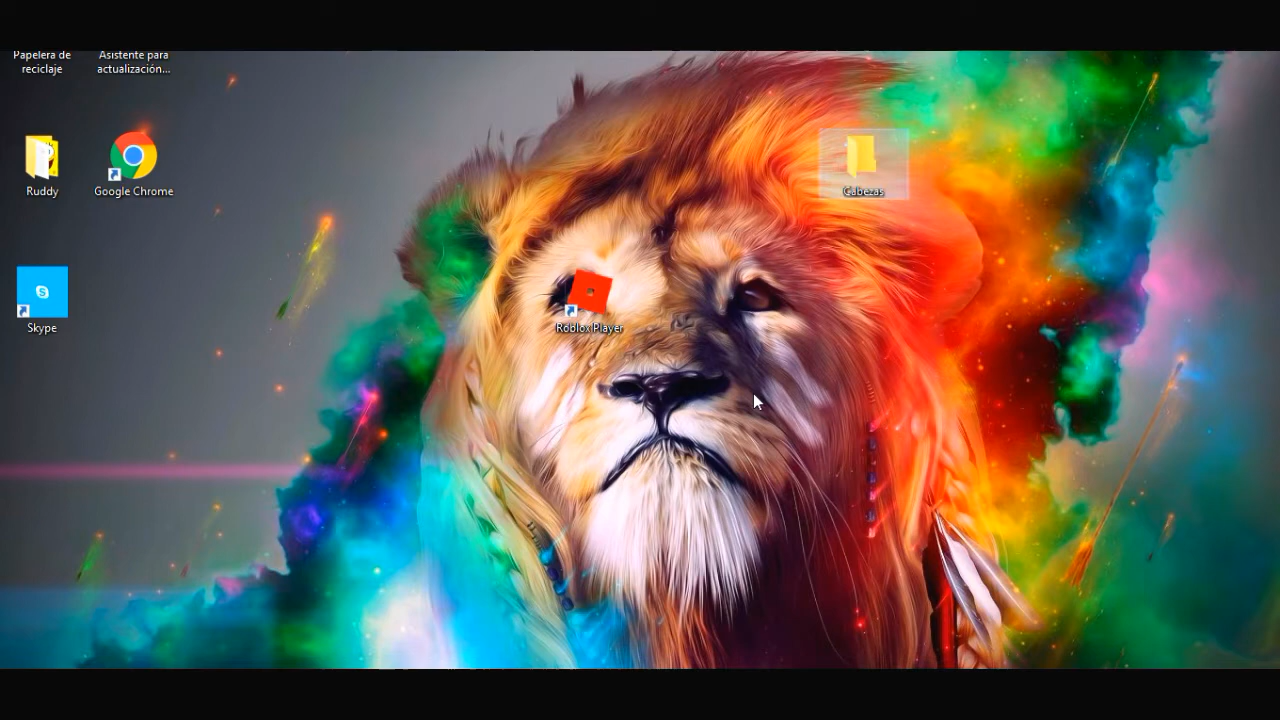 Papelera de
reciclaje
Asistente para
actualización...
Ruddy
Google Chrome
Cabezas
Skype
Roblox Player